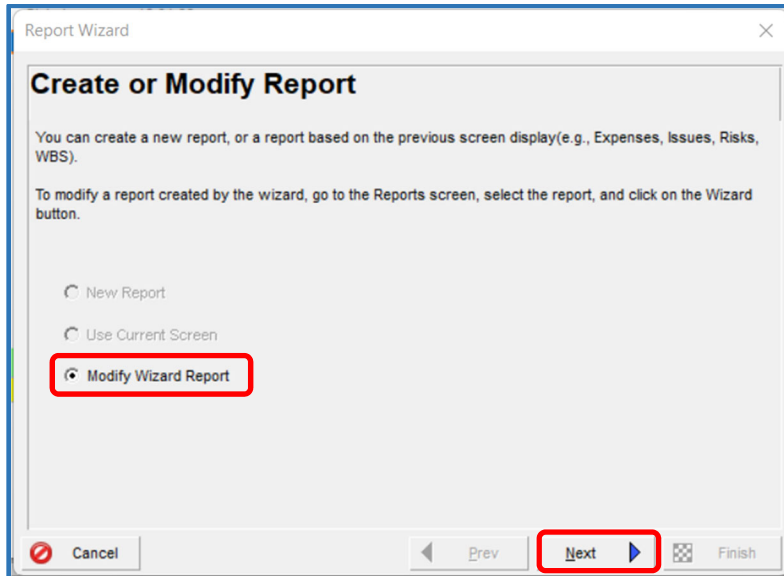 Report Wizard
Create or Modify Report
You can create a new report, or a report based on the previous screen display(e.g., Expenses, Issues, Risks,
WBS).
To modify a report created by the wizard, go to the Reports screen, select the report, and click on the Wizard
button.
New Report
Use Current Screen
Modify Wizard Report
Cancel Prev Next Finish